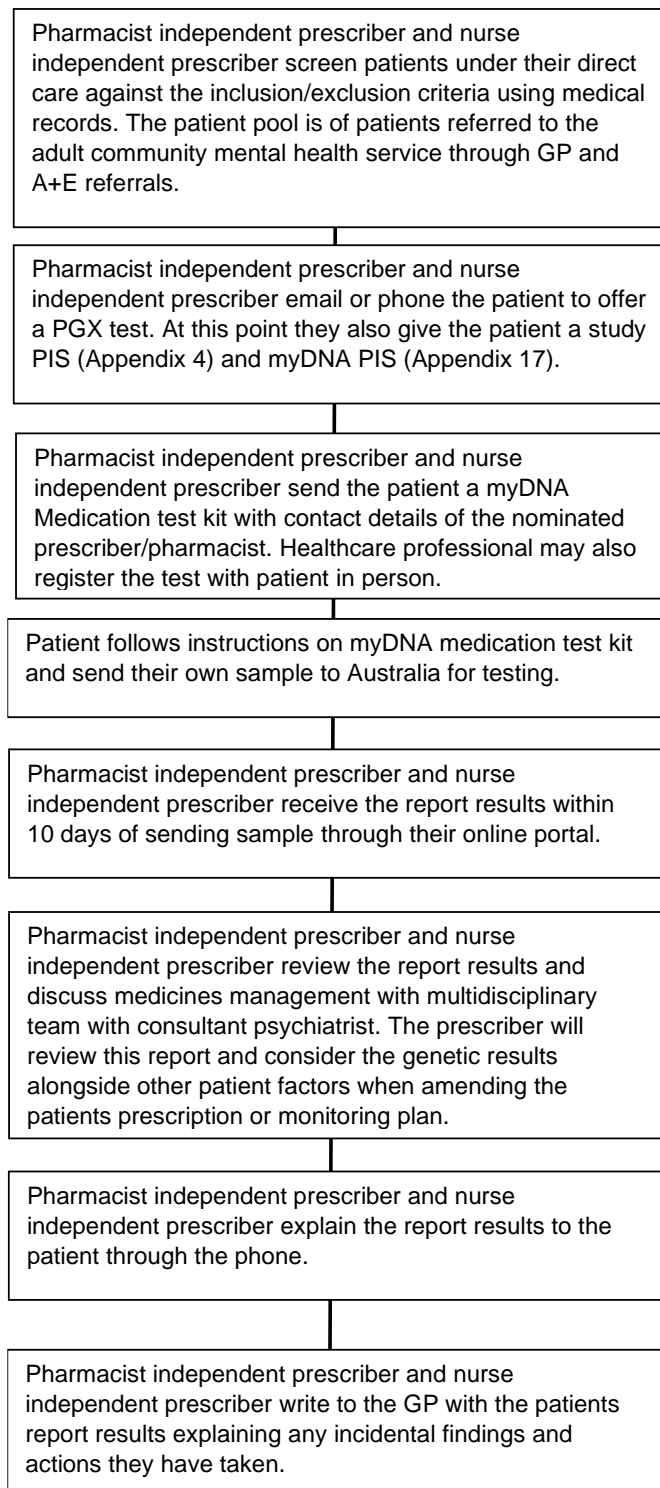 Pharmacist independent prescriber and nurse
independent prescriber screen patients under their direct
care against the inclusion/exclusion criteria using medical
records. The patient pool is of patients referred to the
adult community mental health service through GP and
A+E referrals.
Pharmacist independent prescriber and nurse
independent prescriber email or phone the patient to offer
a PGX test. At this point they also give the patient a study
PIS (Appendix 4) and myDNA PIS (Appendix 17).
Pharmacist independent prescriber and nurse
independent prescriber send the patient a myDNA
Medication test kit with contact details of the nominated
prescriber/pharmacist. Healthcare professional may also
register the test with patient in person.
Patient follows instructions on myDNA medication test kit
and send their own sample to Australia for testing.
Pharmacist independent prescriber and nurse
independent prescriber receive the report results within
10 days of sending sample through their online portal.
Pharmacist independent prescriber and nurse
independent prescriber review the report results and
discuss medicines management with multidisciplinary
team with consultant psychiatrist. The prescriber will
review this report and consider the genetic results
alongside other patient factors when amending the
patients prescription or monitoring plan.
Pharmacist independent prescriber and nurse
independent prescriber explain the report results to the
patient through the phone.
Pharmacist independent prescriber and nurse
independent prescriber write to the GP with the patients
report results explaining any incidental findings and
actions they have taken.